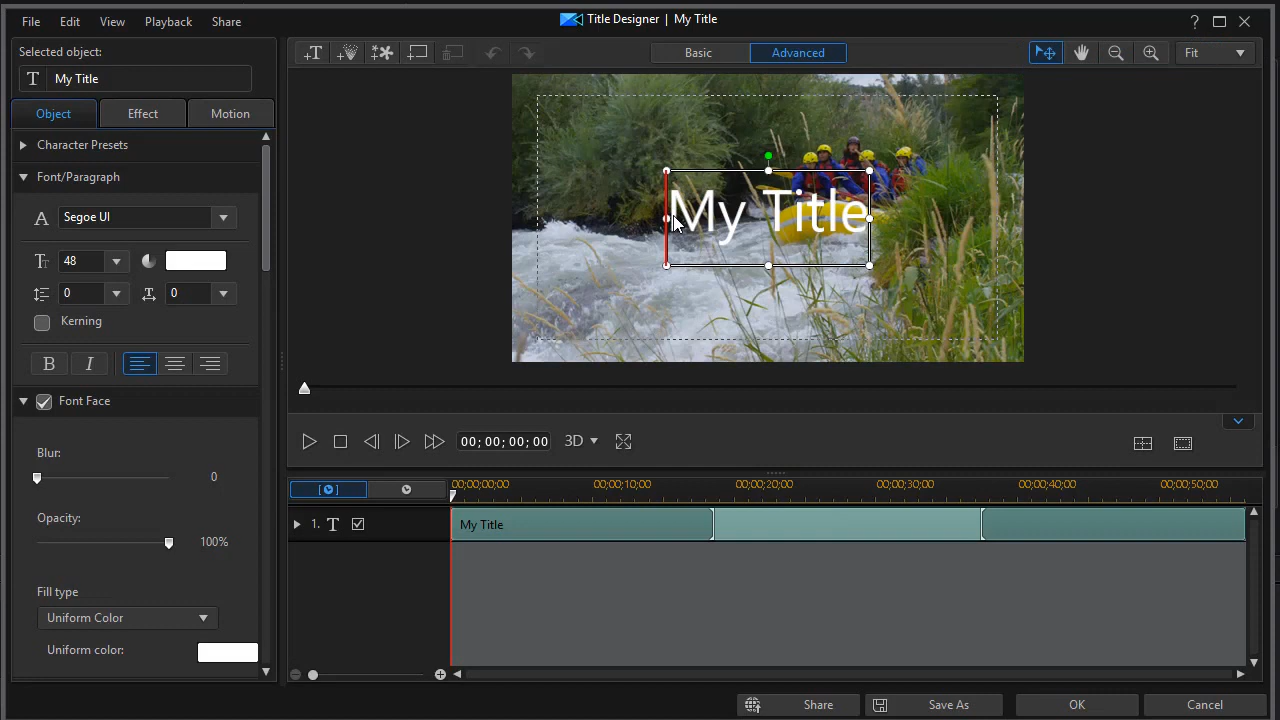 File Edit View Playback Share
Title Designer | My Title
?
Selected object:
T My Title
Basic Advanced
Fit
Object Effect Motion
Character Presets
Font/Paragraph
Segoe UI
48
0 0
Kerning
B I
Font Face
Blur:
0
Opacity:
100%
Fill type
Uniform Color
Uniform color:
My Title
00;00;00;00 3D
00;00;00;00 00;00;10;00 00;00;20;00 00;00;30;00 00;00;40;00 00;00;50;00
1. T My Title
Share Save As OK Cancel